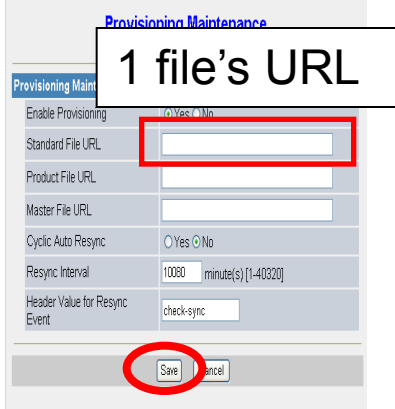 Provisioning Maintenance
1 file's URL
Provisioning Maint
Enable Provisioning Yes No
Standard File URL
Product File URL
Master File URL
Cyclic Auto Resync Yes No
Resync Interval 10080 minute(s) [1-40320]
Header Value for Resync
Event check-sync
Save Cancel